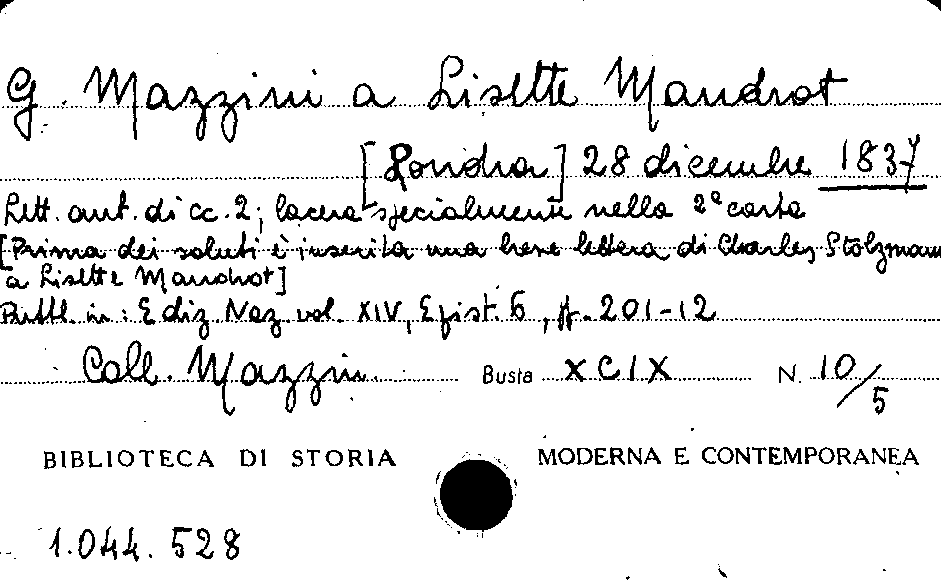 G. Mazzini a Lisette Mandrot
[Londra] 28 dicembre 1837
Lett. aut. di cc. 2; lacera specialmente nella 2ª carta
[Prima dei saluti è inserita una breve lettera di Charles Stolzmann
a Lisette Mandrot]
Pubbl. in: Ediz. Naz. vol. XIV, Epist. 6, pp. 201-12
Coll. Mazzini Busta XCIX N. 10/5
BIBLIOTECA DI STORIA MODERNA E CONTEMPORANEA
1.044.528